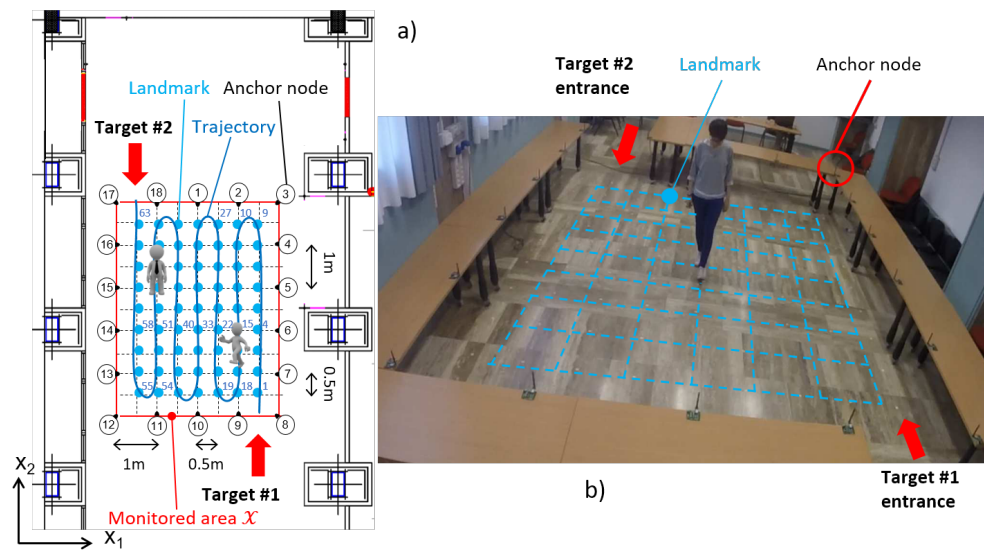 a)
Landmark
Anchor node
Target #2
Trajectory
17
18
1
2
3
63
27
10
9
16
4
1m
15
5
14
58
51
40
33
22
15
4
6
13
7
55
54
19
18
1
0.5m
12
11
10
9
8
1m
0.5m
Target #1
Monitored area 𝒳
X₂
X₁
Target #2
entrance
Landmark
Anchor node
Target #1
entrance
b)